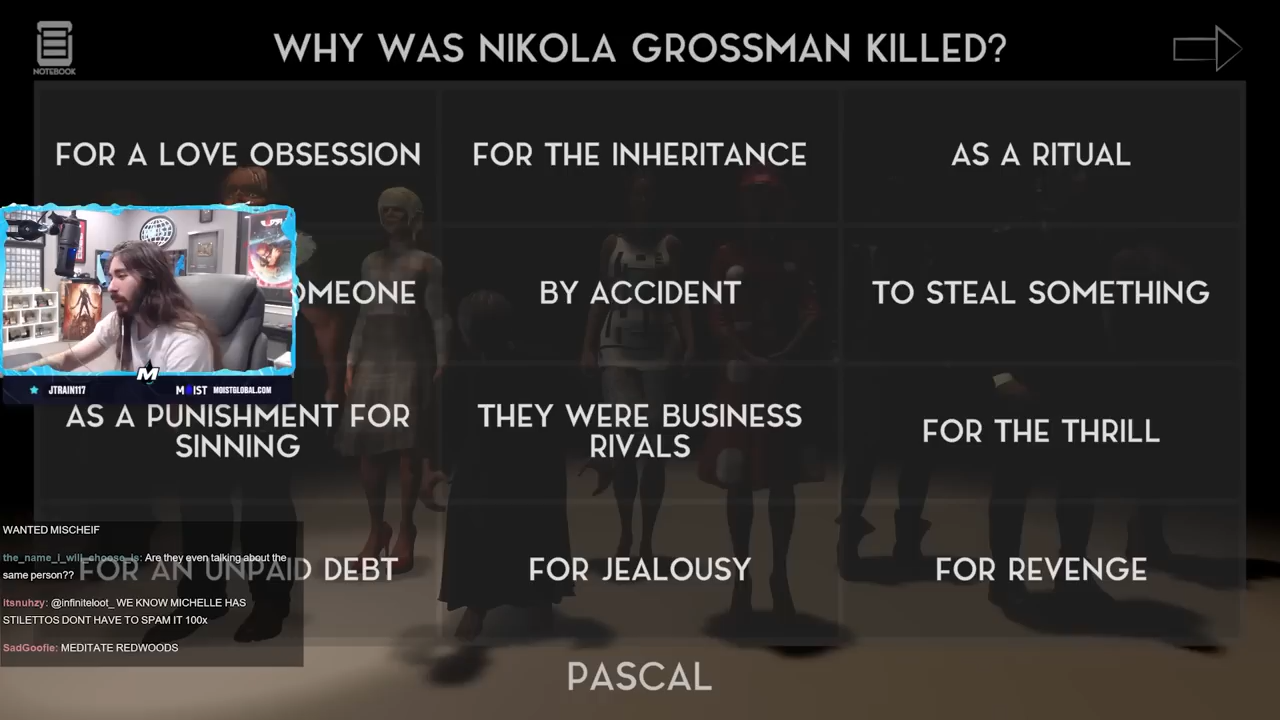 NOTEBOOK
WHY WAS NIKOLA GROSSMAN KILLED?
FOR A LOVE OBSESSION
FOR THE INHERITANCE
AS A RITUAL
OMEONE
BY ACCIDENT
TO STEAL SOMETHING
M
JTRAIN117
MOIST MOISTGLOBAL.COM
AS A PUNISHMENT FOR
SINNING
THEY WERE BUSINESS
RIVALS
FOR THE THRILL
WANTED MISCHEIF
the_name_i_will_choose_is: Are they even talking about the
same person??
FOR AN UNPAID DEBT
FOR JEALOUSY
FOR REVENGE
itsnuhzy: @infiniteloot_ WE KNOW MICHELLE HAS
STILETTOS DONT HAVE TO SPAM IT 100x
SadGoofie: MEDITATE REDWOODS
PASCAL